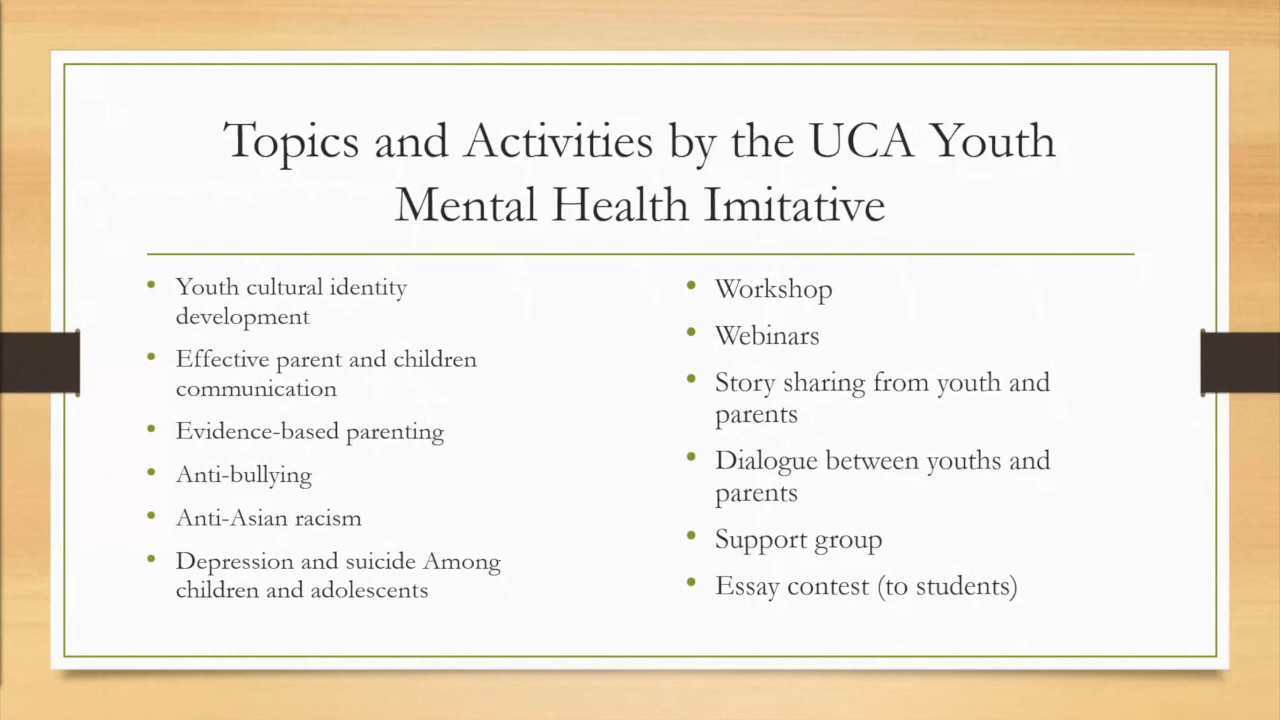 Topics and Activities by the UCA Youth
Mental Health Imitative
• Youth cultural identity
development
• Effective parent and children
communication
• Evidence-based parenting
• Anti-bullying
• Anti-Asian racism
• Depression and suicide Among
children and adolescents
• Workshop
• Webinars
• Story sharing from youth and
parents
• Dialogue between youths and
parents
• Support group
• Essay contest (to students)